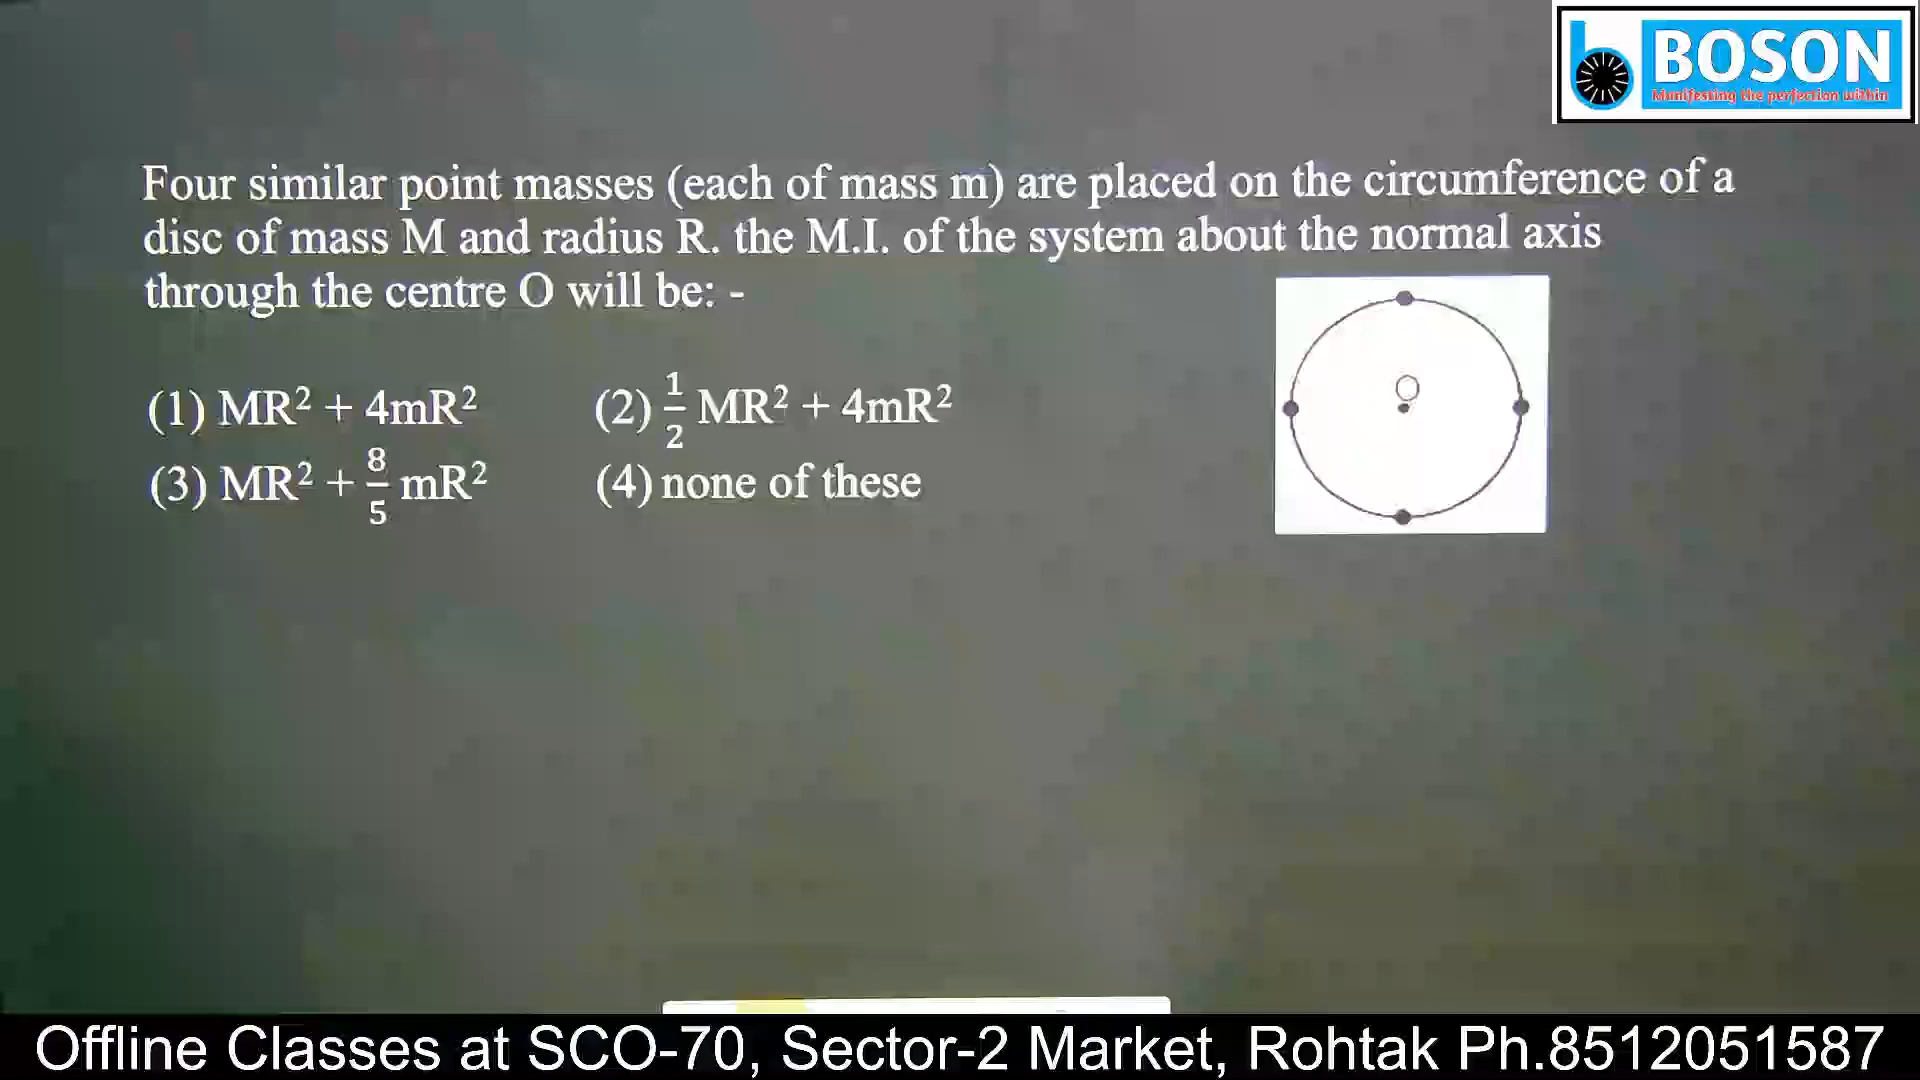 BOSON
Manifesting the perfection within
Four similar point masses (each of mass m) are placed on the circumference of a
disc of mass M and radius R. the M.I. of the system about the normal axis
through the centre O will be: -
(1) MR² + 4mR² (2) 1/2 MR² + 4mR²
(3) MR² + 8/5 mR² (4) none of these
O
Offline Classes at SCO-70, Sector-2 Market, Rohtak Ph.8512051587